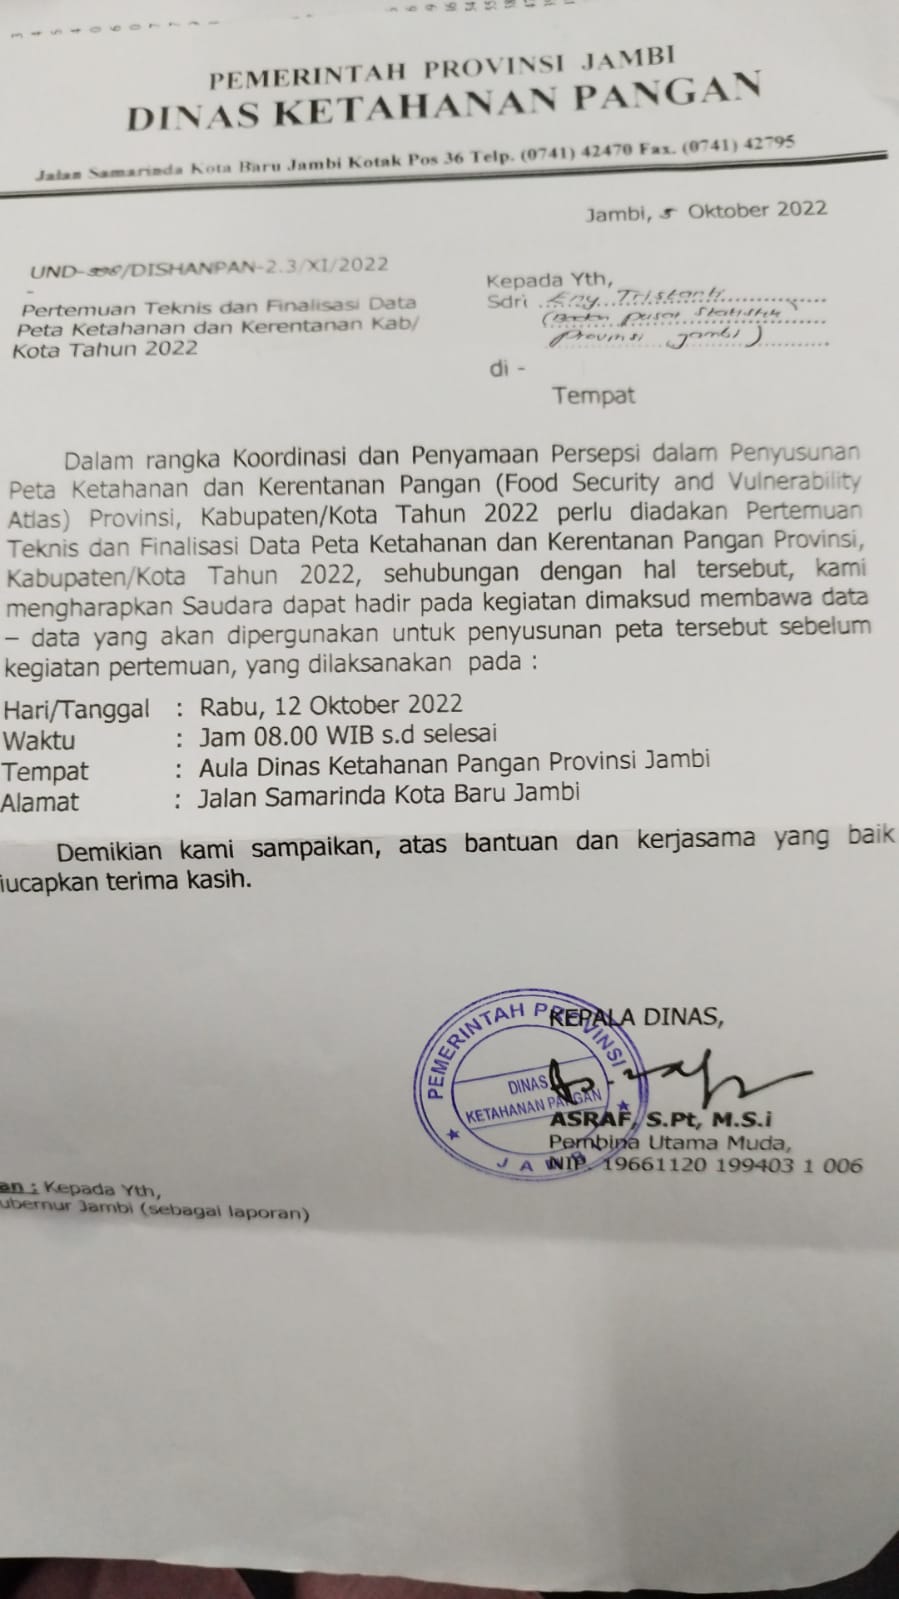 PEMERINTAH PROVINSI JAMBI
DINAS KETAHANAN PANGAN
Jalan Samarinda Kota Baru Jambi Kotak Pos 36 Telp. (0741) 42470 Fax. (0741) 42795
Jambi, 5 Oktober 2022
UND- /DISHANPAN-2.3/XI/2022
-
Pertemuan Teknis dan Finalisasi Data
Peta Ketahanan dan Kerentanan Kab/
Kota Tahun 2022
Kepada Yth,
Sdri Eny Tristanti
(Badan pusat statistik
provinsi jambi)
di -
Tempat
Dalam rangka Koordinasi dan Penyamaan Persepsi dalam Penyusunan
Peta Ketahanan dan Kerentanan Pangan (Food Security and Vulnerability
Atlas) Provinsi, Kabupaten/Kota Tahun 2022 perlu diadakan Pertemuan
Teknis dan Finalisasi Data Peta Ketahanan dan Kerentanan Pangan Provinsi,
Kabupaten/Kota Tahun 2022, sehubungan dengan hal tersebut, kami
mengharapkan Saudara dapat hadir pada kegiatan dimaksud membawa data
– data yang akan dipergunakan untuk penyusunan peta tersebut sebelum
kegiatan pertemuan, yang dilaksanakan pada :
Hari/Tanggal : Rabu, 12 Oktober 2022
Waktu : Jam 08.00 WIB s.d selesai
Tempat : Aula Dinas Ketahanan Pangan Provinsi Jambi
Alamat : Jalan Samarinda Kota Baru Jambi
Demikian kami sampaikan, atas bantuan dan kerjasama yang baik
iucapkan terima kasih.
KEPALA DINAS,
PEMERINTAH PROVINSI
DINAS
KETAHANAN PANGAN
JAMBI
ASRAF, S.Pt, M.S.i
Pembina Utama Muda,
NIP. 19661120 199403 1 006
an : Kepada Yth,
ubernur Jambi (sebagai laporan)